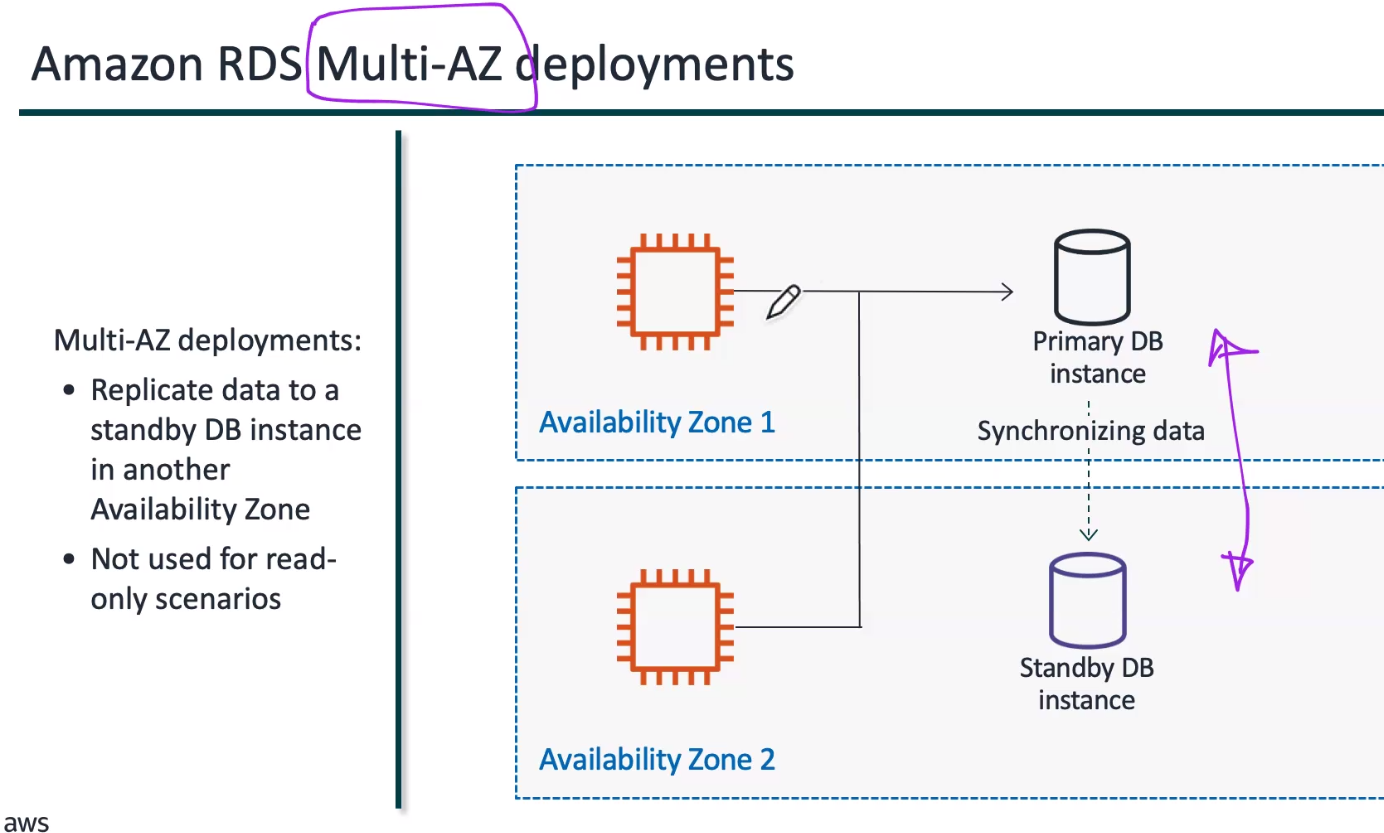 Amazon RDS Multi-AZ deployments
Multi-AZ deployments:
• Replicate data to a
standby DB instance
in another
Availability Zone
• Not used for read-
only scenarios
Primary DB
instance
Availability Zone 1
Synchronizing data
Standby DB
instance
Availability Zone 2
aws